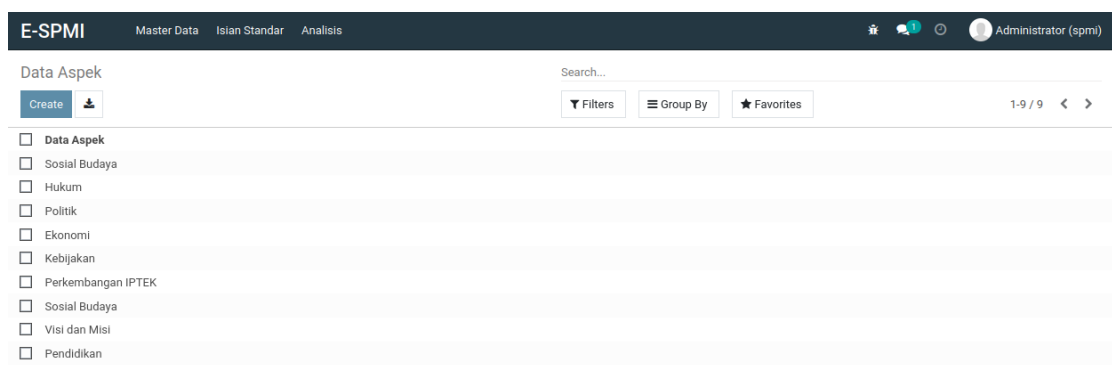 E-SPMI Master Data Isian Standar Analisis 1 Administrator (spmi)
Data Aspek Search...
Create Filters Group By Favorites 1-9 / 9
Data Aspek
Sosial Budaya
Hukum
Politik
Ekonomi
Kebijakan
Perkembangan IPTEK
Sosial Budaya
Visi dan Misi
Pendidikan